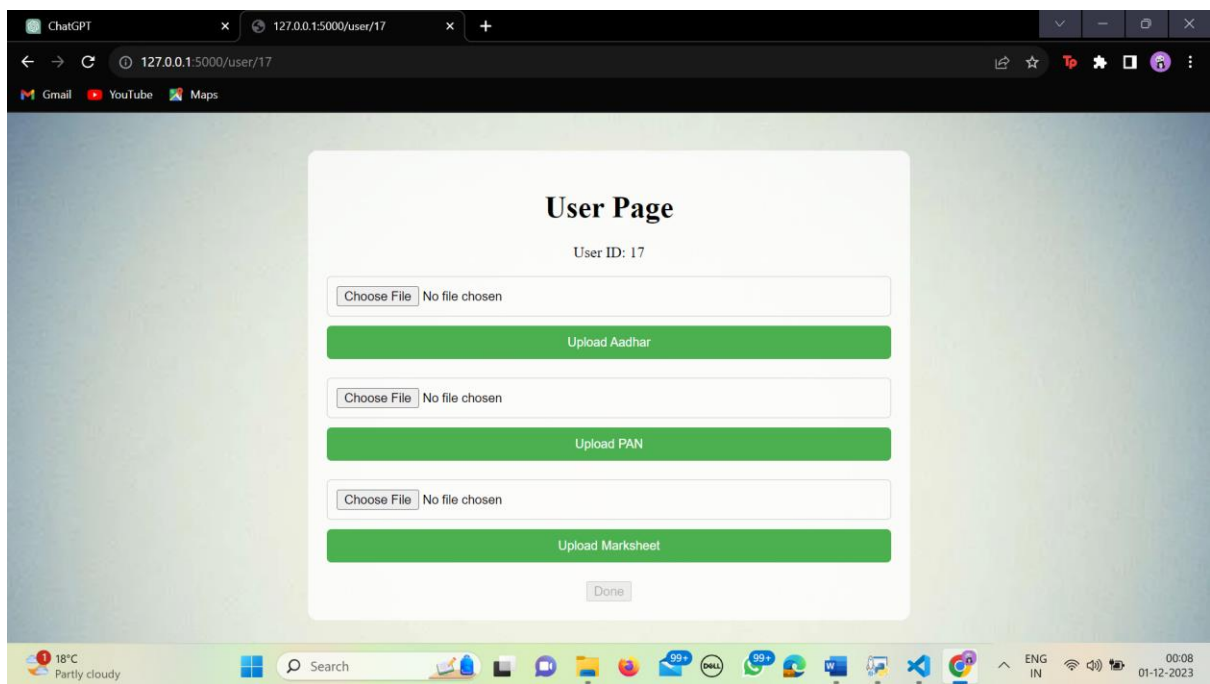 ChatGPT
127.0.0.1:5000/user/17
127.0.0.1:5000/user/17
Gmail YouTube Maps
User Page
User ID: 17
Choose File No file chosen
Upload Aadhar
Choose File No file chosen
Upload PAN
Choose File No file chosen
Upload Marksheet
Done
1
18°C
Partly cloudy
Search
99+
DELL
99+
ENG
IN
00:08
01-12-2023